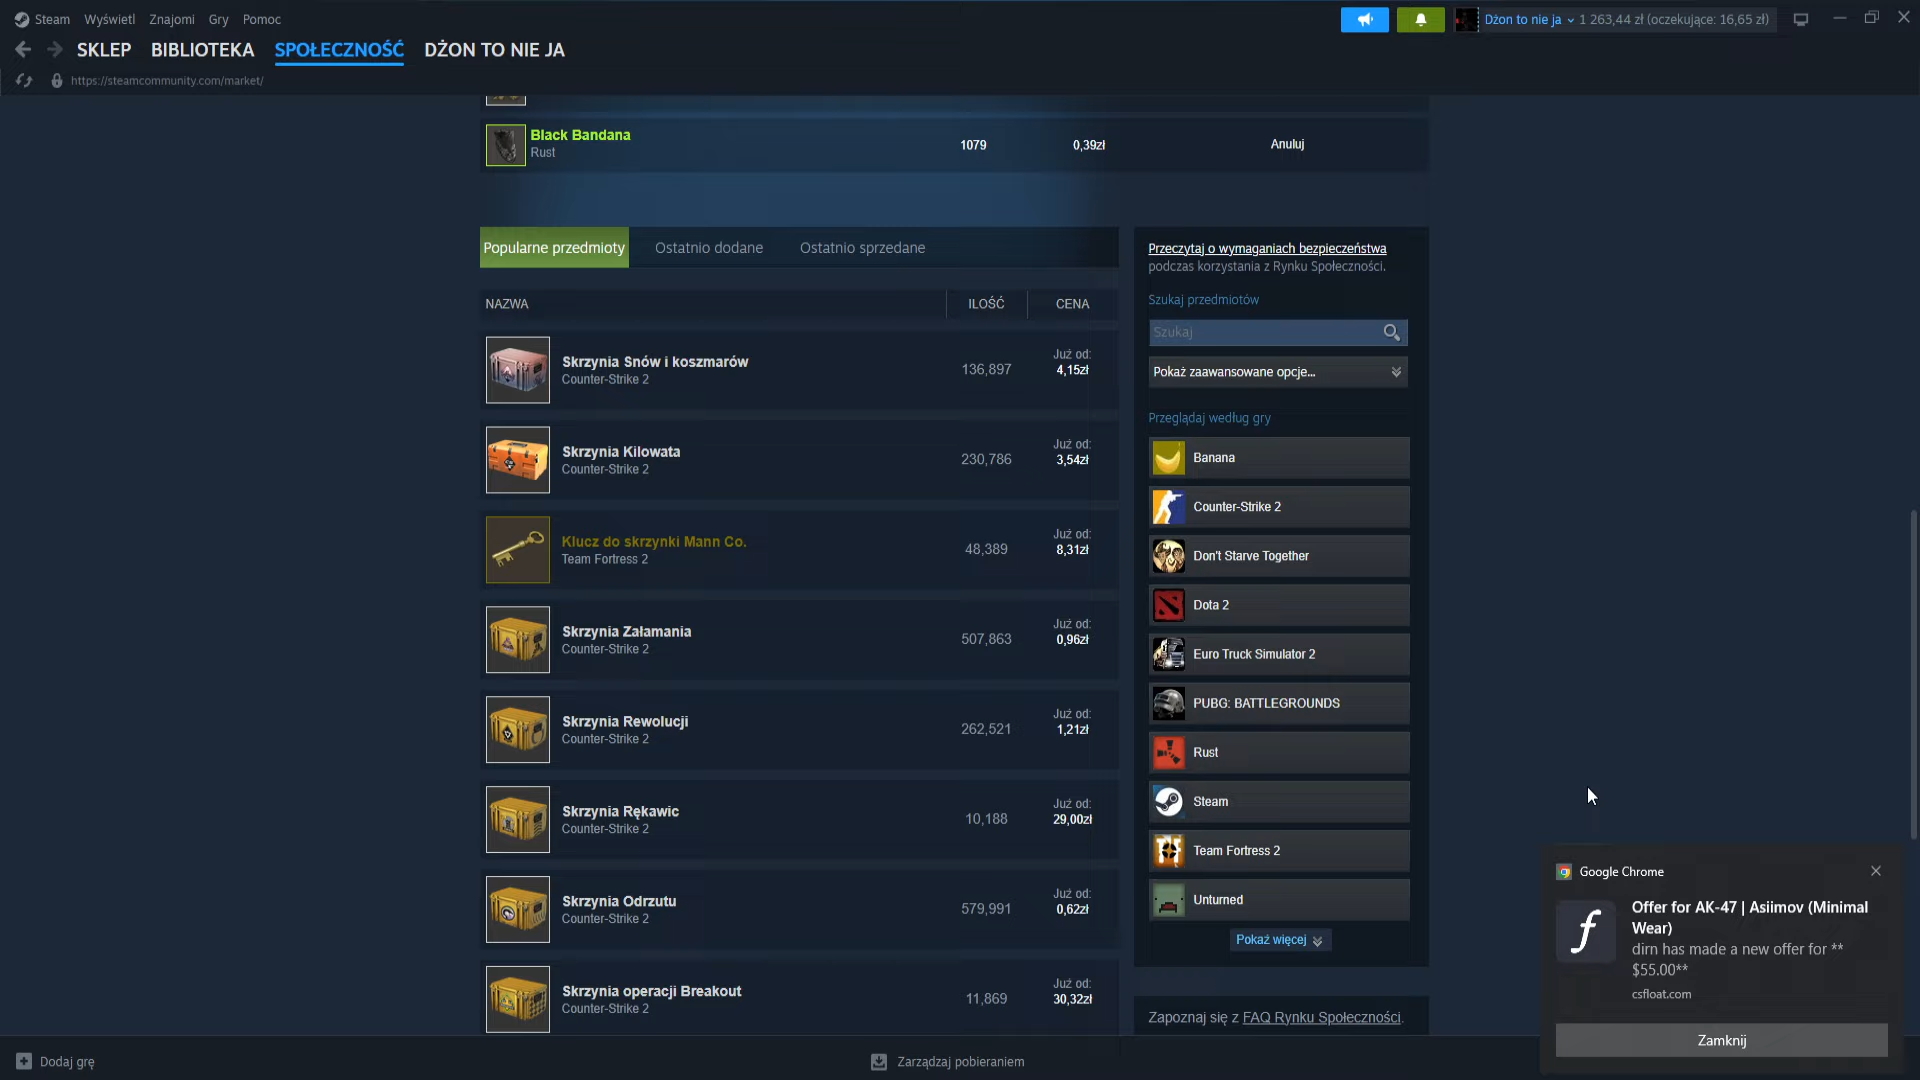 Steam Wyświetl Znajomi Gry Pomoc
Dżon to nie ja 1 263,44 zł (oczekujące: 16,65 zł)
SKLEP BIBLIOTEKA SPOŁECZNOŚĆ DŻON TO NIE JA
https://steamcommunity.com/market/
Black Bandana
Rust
1079 0,39zł Anuluj
Popularne przedmioty Ostatnio dodane Ostatnio sprzedane
NAZWA ILOŚĆ CENA
Skrzynia Snów i koszmarów
Counter-Strike 2
136,897
Już od:
4,15zł
Skrzynia Kilowata
Counter-Strike 2
230,786
Już od:
3,54zł
Klucz do skrzynki Mann Co.
Team Fortress 2
48,389
Już od:
8,31zł
Skrzynia Załamania
Counter-Strike 2
507,863
Już od:
0,96zł
Skrzynia Rewolucji
Counter-Strike 2
262,521
Już od:
1,21zł
Skrzynia Rękawic
Counter-Strike 2
10,188
Już od:
29,00zł
Skrzynia Odrzutu
Counter-Strike 2
579,991
Już od:
0,62zł
Skrzynia operacji Breakout
Counter-Strike 2
11,869
Już od:
30,32zł
Przeczytaj o wymaganiach bezpieczeństwa
podczas korzystania z Rynku Społeczności.
Szukaj przedmiotów
Szukaj
Pokaż zaawansowane opcje...
Przeglądaj według gry
Banana
Counter-Strike 2
Don't Starve Together
Dota 2
Euro Truck Simulator 2
PUBG: BATTLEGROUNDS
Rust
Steam
Team Fortress 2
Unturned
Pokaż więcej
Zapoznaj się z FAQ Rynku Społeczności.
Google Chrome
Offer for AK-47 | Asiimov (Minimal
Wear)
dirn has made a new offer for **
$55.00**
csfloat.com
Zamknij
Dodaj grę
Zarządzaj pobieraniem